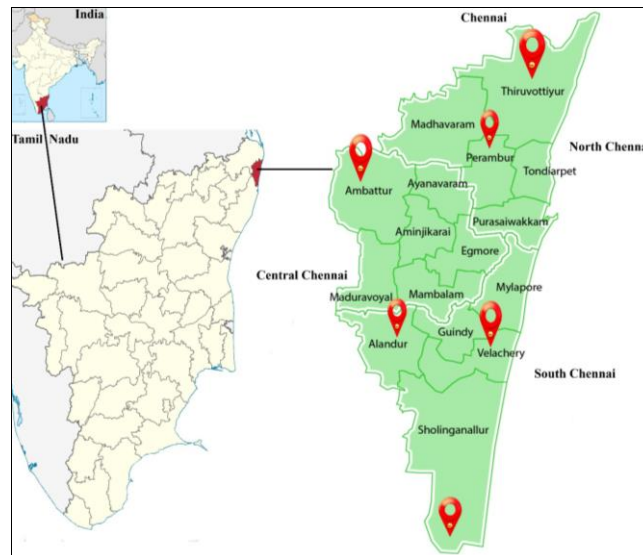 India
Tamil Nadu
Chennai
Thiruvottiyur
Madhavaram
North Chenna
Perambur
Tondiarpet
Ambattur
Ayanavaram
Purasaiwakkam
Aminjikarai
Egmore
Central Chennai
Mylapore
Maduravoyal
Mambalam
Guindy
Alandur
Velachery
South Chennai
Sholinganallur